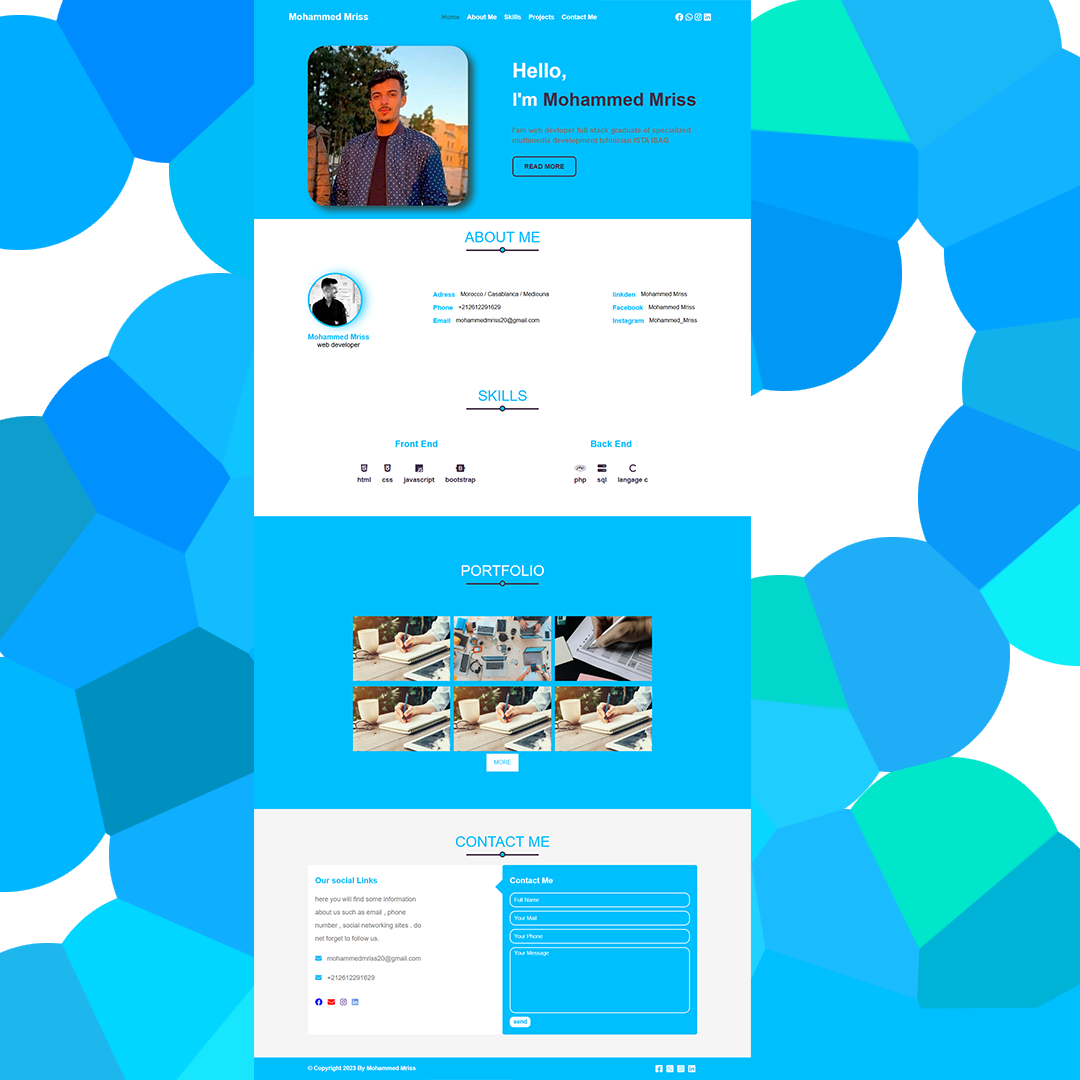 Mohammed Mriss
Home About Me Skills Projects Contact Me
Hello,
I'm Mohammed Mriss
I'am web devloper full stack graduate of specialized
multimedia development tchnician ISTA ISAG
READ MORE
ABOUT ME
Mohammed Mriss
web developer
Adress Morocco / Casablanca / Mediouna
Phone +212612291629
Email mohammedmriss20@gmail.com
linkden Mohammed Mriss
Facebook Mohammed Mriss
Instagram Mohammed_Mriss
SKILLS
Front End
html css javascript bootstrap
Back End
php sql langage c
PORTFOLIO
MORE
CONTACT ME
Our social Links
here you will find some information
about us such as email , phone
number , social networking sites . do
net forget to follow us.
mohammedmriss20@gmail.com
+212612291629
Contact Me
Full Name
Your Mail
Your Phone
Your Message
send
© Copyright 2023 By Mohammed Mriss